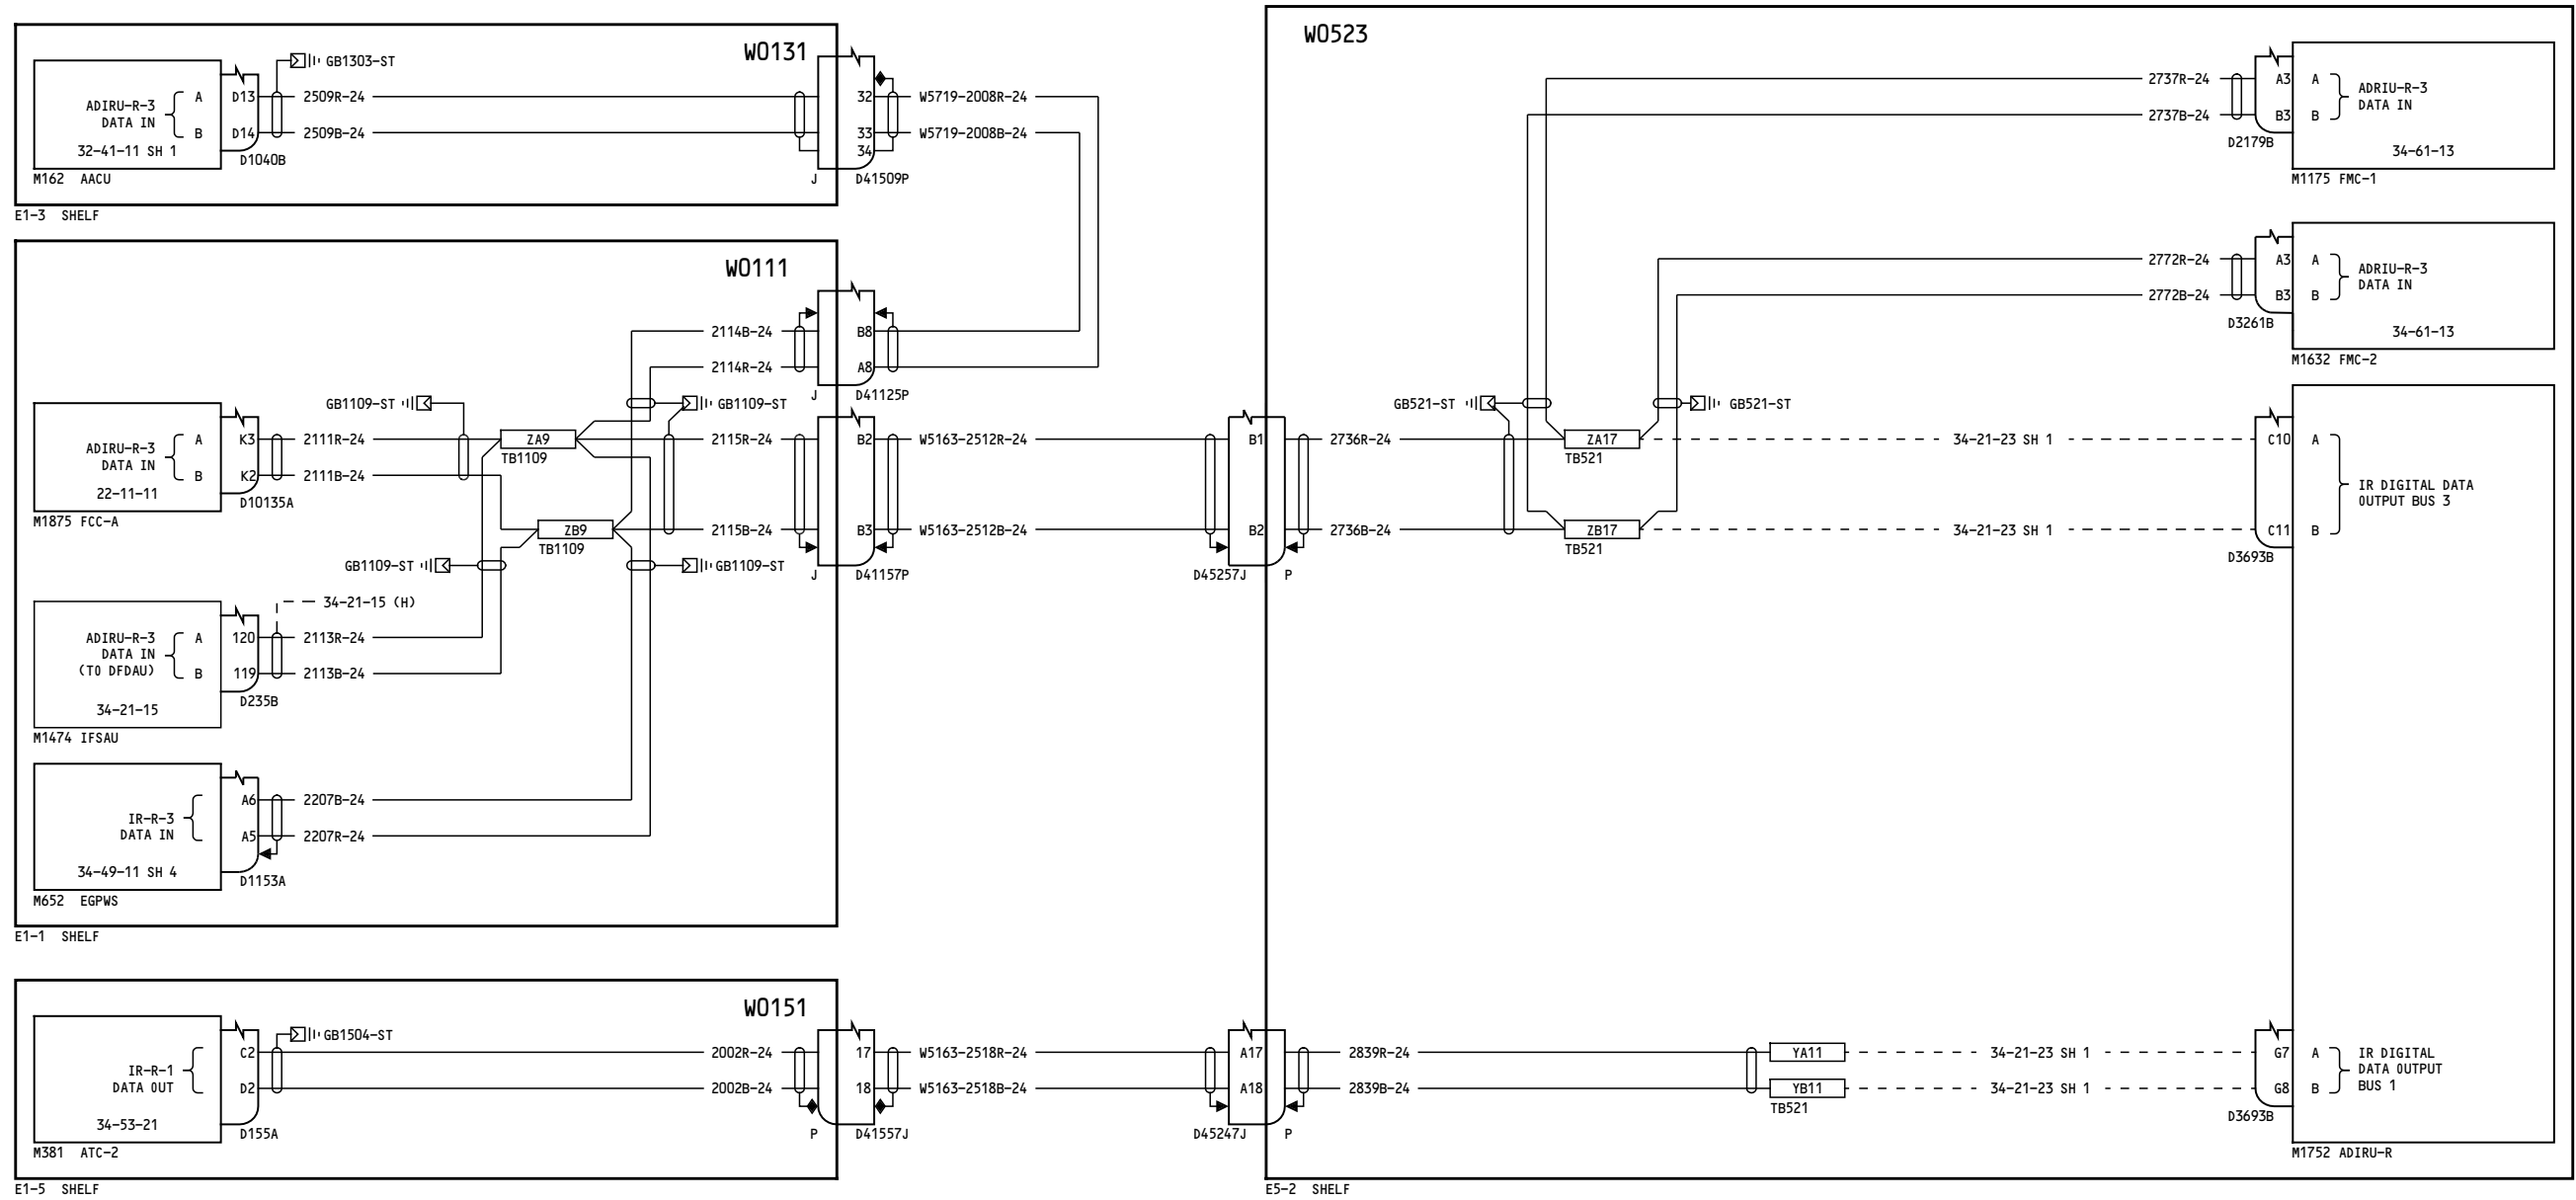 WO131
GB1303-ST
ADIRU-R-3
DATA IN
A
B
32-41-11 SH 1
D13
D14
D1040B
M162 AACU
2509R-24
2509B-24
32
33
34
J
D41509P
W5719-2008R-24
W5719-2008B-24
E1-3 SHELF
WO111
2114B-24
2114R-24
B8
A8
J
D41125P
GB1109-ST
GB1109-ST
ADIRU-R-3
DATA IN
A
B
22-11-11
K3
K2
D10135A
M1875 FCC-A
2111R-24
2111B-24
ZA9
TB1109
ZB9
TB1109
2115R-24
2115B-24
B2
B3
J
D41157P
W5163-2512R-24
W5163-2512B-24
GB1109-ST
GB1109-ST
34-21-15 (H)
ADIRU-R-3
DATA IN
(TO DFDAU)
A
B
34-21-15
120
119
D235B
M1474 IFSAU
2113R-24
2113B-24
IR-R-3
DATA IN
34-49-11 SH 4
A6
A5
D1153A
M652 EGPWS
2207B-24
2207R-24
E1-1 SHELF
WO151
GB1504-ST
IR-R-1
DATA OUT
34-53-21
C2
D2
D155A
M381 ATC-2
2002R-24
2002B-24
17
18
P
D41557J
W5163-2518R-24
W5163-2518B-24
E1-5 SHELF
WO523
2737R-24
2737B-24
A3
B3
D2179B
A
B
ADRIU-R-3
DATA IN
34-61-13
M1175 FMC-1
2772R-24
2772B-24
A3
B3
D3261B
A
B
ADRIU-R-3
DATA IN
34-61-13
M1632 FMC-2
GB521-ST
GB521-ST
B1
B2
D45257J
P
2736R-24
2736B-24
ZA17
TB521
ZB17
TB521
34-21-23 SH 1
34-21-23 SH 1
C10
C11
D3693B
A
B
IR DIGITAL DATA
OUTPUT BUS 3
A17
A18
D45247J
P
2839R-24
2839B-24
YA11
YB11
TB521
34-21-23 SH 1
34-21-23 SH 1
G7
G8
D3693B
A
B
IR DIGITAL
DATA OUTPUT
BUS 1
M1752 ADIRU-R
E5-2 SHELF